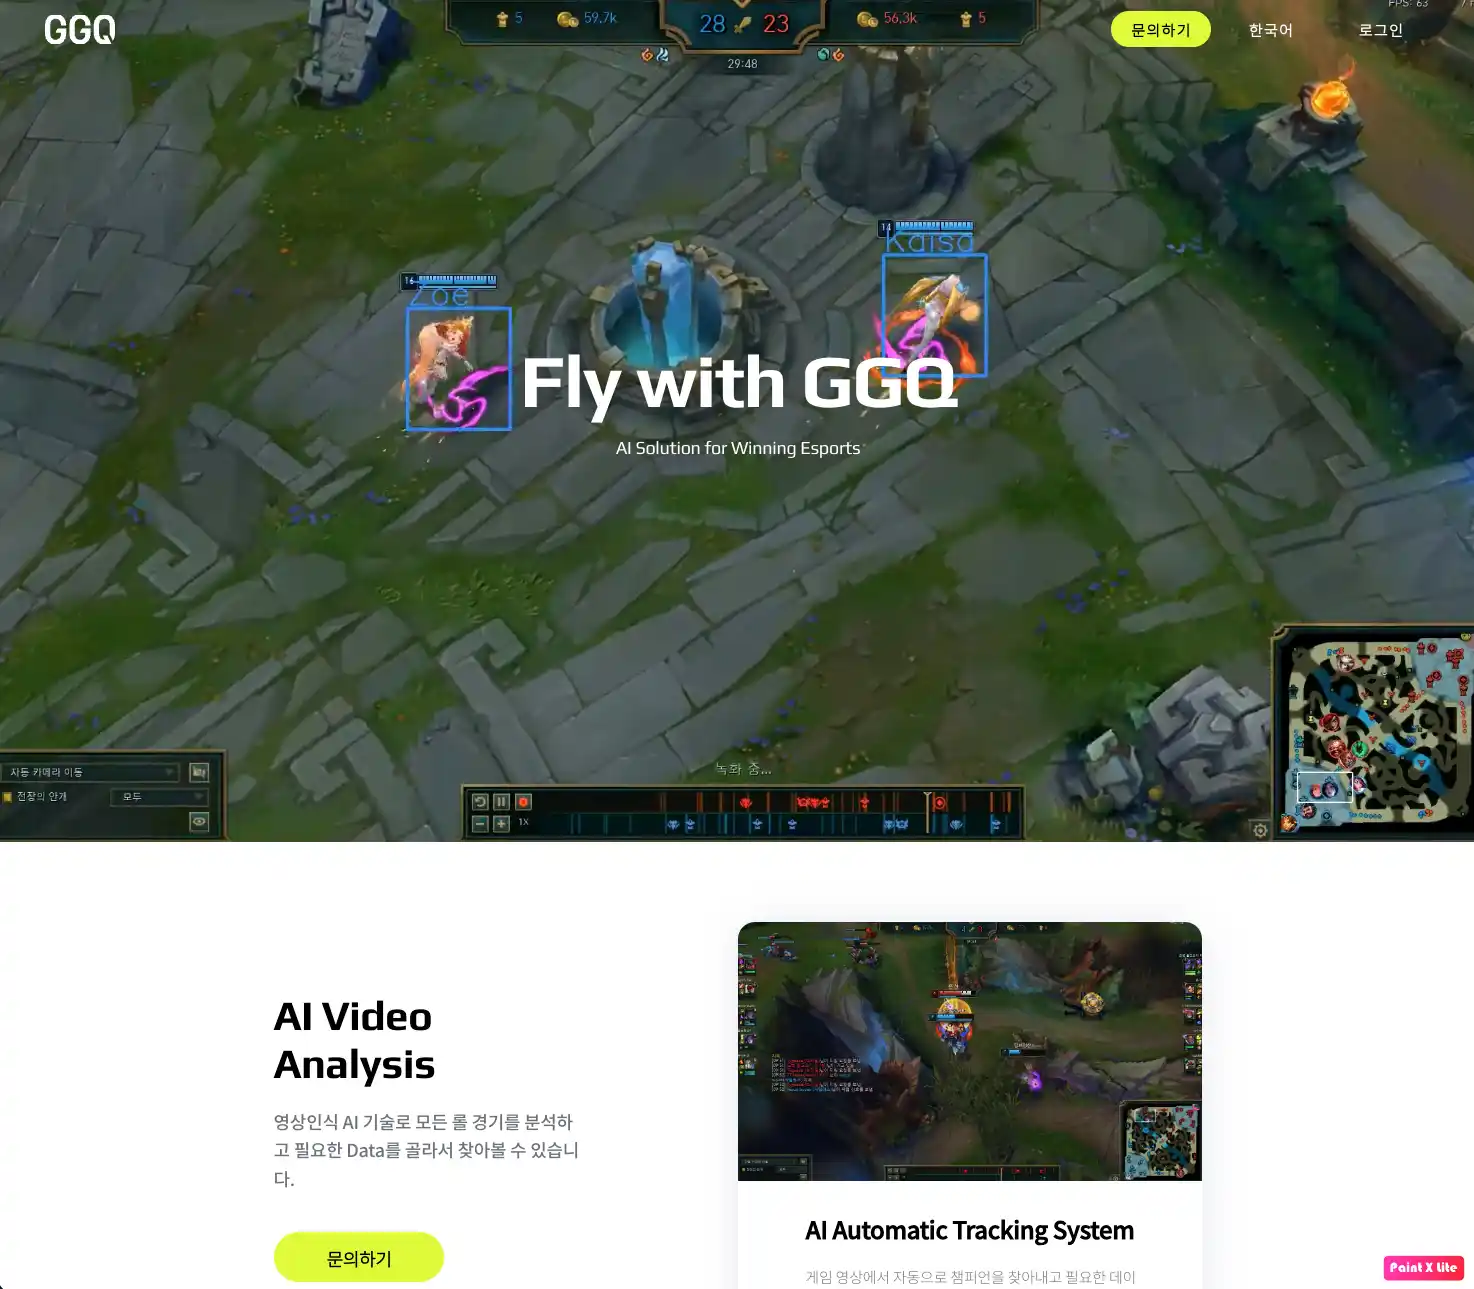 GGQ
5
59.7k
28
23
56.3k
5
FPS: 63
문의하기
한국어
로그인
29:48
14
Kaisa
16
Zoe
Fly with GGQ
AI Solution for Winning Esports
녹화 중...
자동 카메라 이동
전장의 안개
모두
1X
AI Video
Analysis
영상인식 AI 기술로 모든 롤 경기를 분석하
고 필요한 Data를 골라서 찾아볼 수 있습니
다.
문의하기
AI Automatic Tracking System
게임 영상에서 자동으로 챔피언을 찾아내고 필요한 데이
Paint X Lite